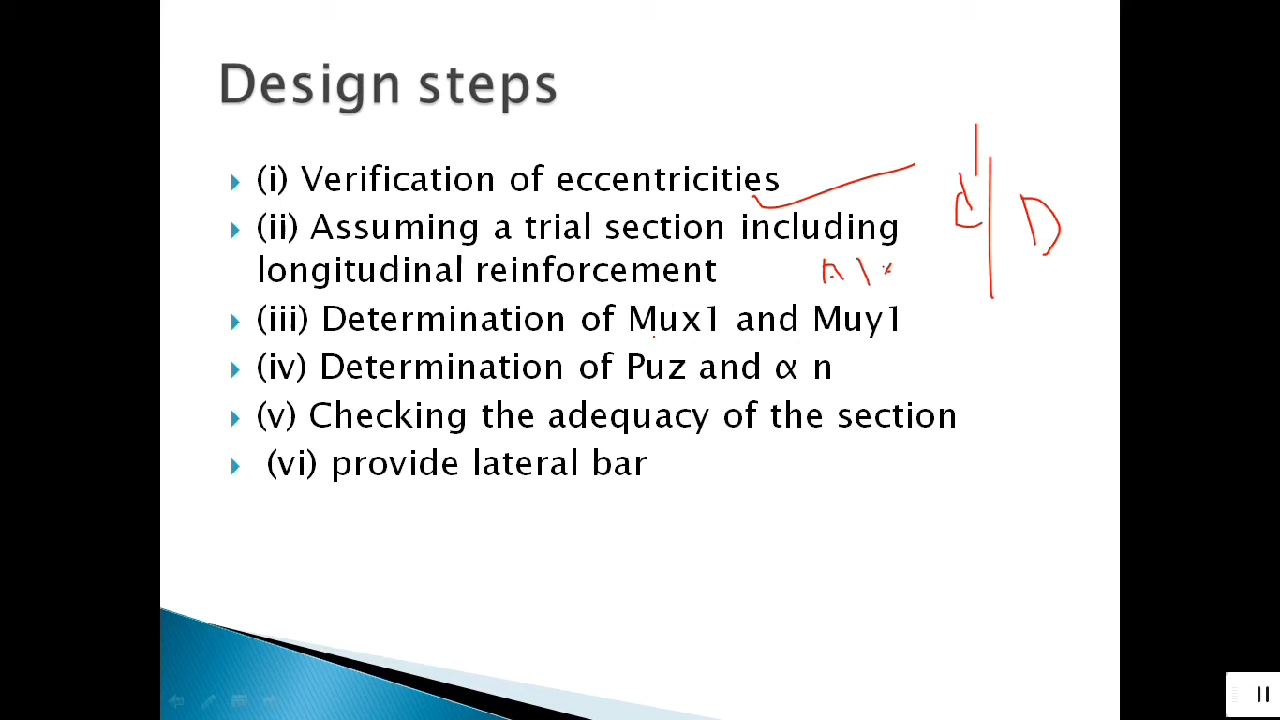 Design steps
(i) Verification of eccentricities
(ii) Assuming a trial section including
longitudinal reinforcement
(iii) Determination of Mux1 and Muy1
(iv) Determination of Puz and α n
(v) Checking the adequacy of the section
(vi) provide lateral bar
d
D